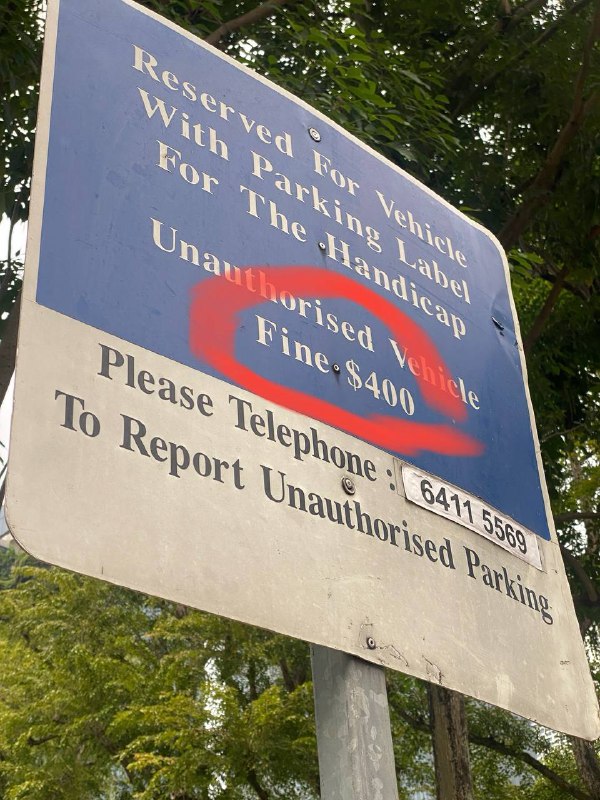 Reserved For Vehicle
With Parking Label
For The Handicap
Unauthorised Vehicle
Fine $400
Please Telephone : 6411 5569
To Report Unauthorised Parking